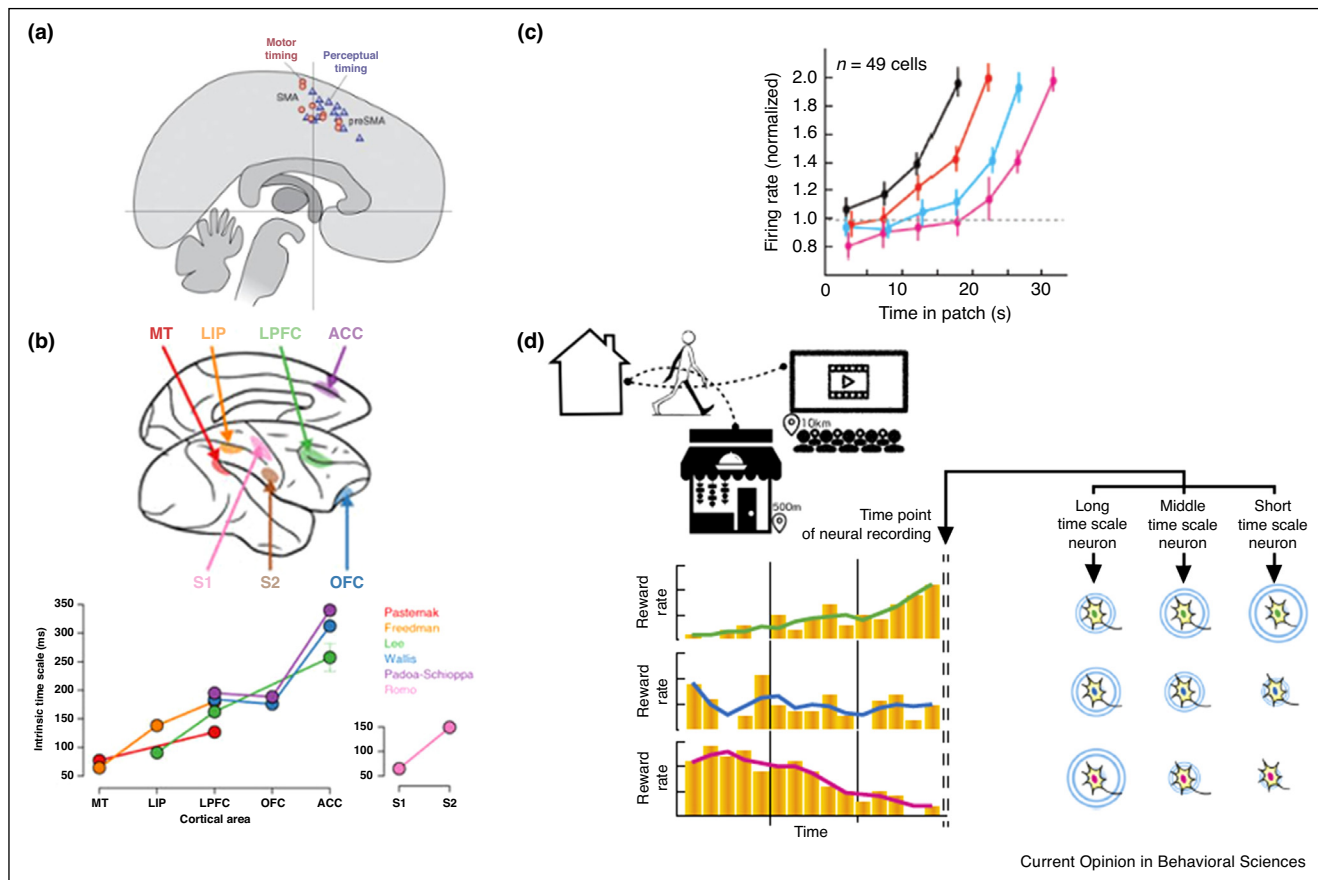 (a)
Motor
timing
Perceptual
timing
SMA
preSMA
(b)
MT LIP LPFC ACC
S1 S2 OFC
Intrinsic time scale (ms)
350
300
250
200
150
100
50
MT LIP LPFC OFC ACC
Cortical area
Pasternak
Freedman
Lee
Wallis
Padoa-Schioppa
Romo
150
100
50
S1 S2
(c)
n = 49 cells
Firing rate (normalized)
2.0
1.8
1.6
1.4
1.2
1.0
0.8
0 10 20 30
Time in patch (s)
(d)
10km
500m
Time point
of neural recording
Long
time scale
neuron
Middle
time scale
neuron
Short
time scale
neuron
Reward
rate
Reward
rate
Reward
rate
Time
Current Opinion in Behavioral Sciences